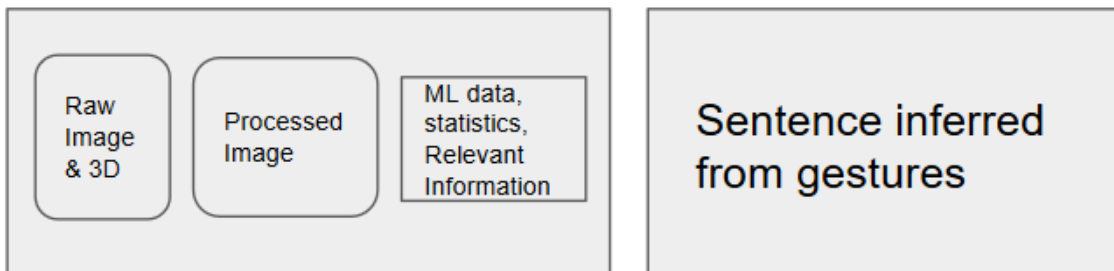 Raw
Image
& 3D
Processed
Image
ML data,
statistics,
Relevant
Information
Sentence inferred
from gestures